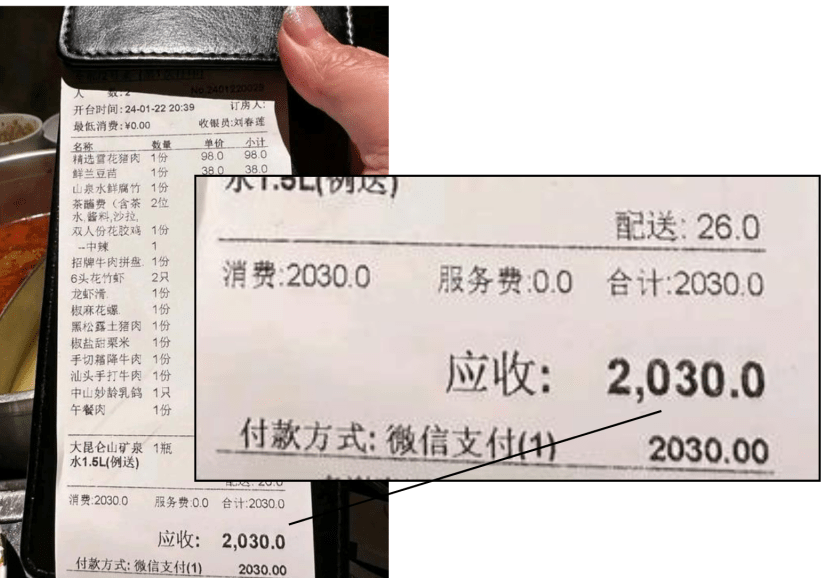 人 数:2 No.2401220029
开台时间:24-01-22 20:39 订房人:
最低消费:¥0.00 收银员:刘春莲
名称 数量 单价 小计
精选雪花猪肉 1份 98.0 98.0
鲜兰豆苗 1份 38.0 38.0
山泉水鲜腐竹 1份
茶醼费(含茶 2位
水,酱料,沙拉,
双人份花胶鸡 1份
-中辣 1
招牌牛肉拼盘 1份
6头花竹虾 2只
龙虾滑 1份
椒麻花螺 1份
黑松露土猪肉 1份
椒盐甜粟米 1份
手切霜降牛肉 1份
汕头手打牛肉 1份
中山妙龄乳鸽 1只
午餐肉 1份
大昆仑山矿泉 1瓶
水1.5L(例送)
消费:2030.0 服务费:0.0 合计:2030.0
应收: 2,030.0
付款方式: 微信支付(1) 2030.00
水1.5L(例送)
配送: 26.0
消费:2030.0 服务费:0.0 合计:2030.0
应收: 2,030.0
付款方式: 微信支付(1) 2030.00